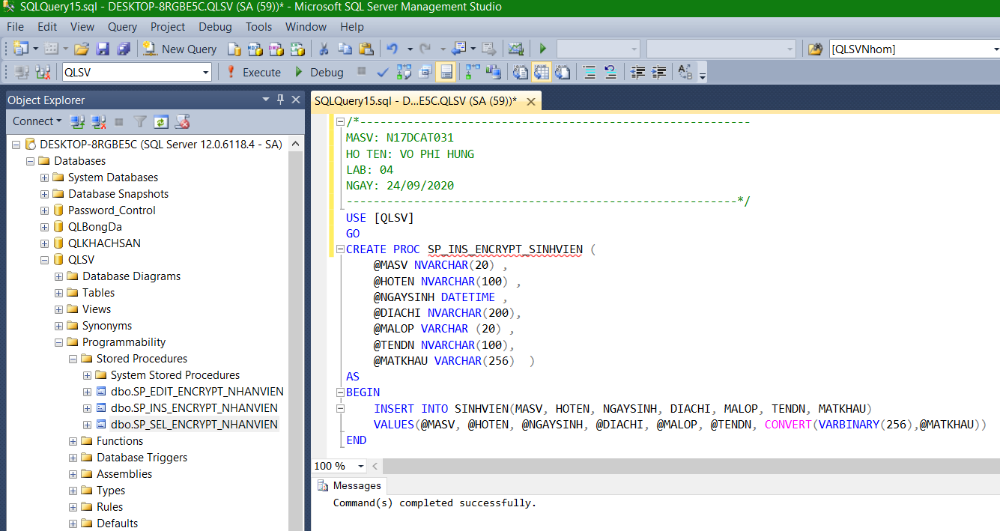 SQLQuery15.sql - DESKTOP-8RGBE5C.QLSV (SA (59))* - Microsoft SQL Server Management Studio
File Edit View Query Project Debug Tools Window Help
New Query [QLSVNhom]
QLSV Execute Debug
Object Explorer
Connect
DESKTOP-8RGBE5C (SQL Server 12.0.6118.4 - SA)
Databases
System Databases
Database Snapshots
Password_Control
QLBongDa
QLKHACHSAN
QLSV
Database Diagrams
Tables
Views
Synonyms
Programmability
Stored Procedures
System Stored Procedures
dbo.SP_EDIT_ENCRYPT_NHANVIEN
dbo.SP_INS_ENCRYPT_NHANVIEN
dbo.SP_SEL_ENCRYPT_NHANVIEN
Functions
Database Triggers
Assemblies
Types
Rules
Defaults
SQLQuery15.sql - D...E5C.QLSV (SA (59))*
/*----------------------------------------------------------
MASV: N17DCAT031
HO TEN: VO PHI HUNG
LAB: 04
NGAY: 24/09/2020
----------------------------------------------------------*/
USE [QLSV]
GO
CREATE PROC SP_INS_ENCRYPT_SINHVIEN (
@MASV NVARCHAR(20) ,
@HOTEN NVARCHAR(100) ,
@NGAYSINH DATETIME ,
@DIACHI NVARCHAR(200),
@MALOP VARCHAR (20) ,
@TENDN NVARCHAR(100),
@MATKHAU VARCHAR(256) )
AS
BEGIN
INSERT INTO SINHVIEN(MASV, HOTEN, NGAYSINH, DIACHI, MALOP, TENDN, MATKHAU)
VALUES(@MASV, @HOTEN, @NGAYSINH, @DIACHI, @MALOP, @TENDN, CONVERT(VARBINARY(256),@MATKHAU))
END
100 %
Messages
Command(s) completed successfully.